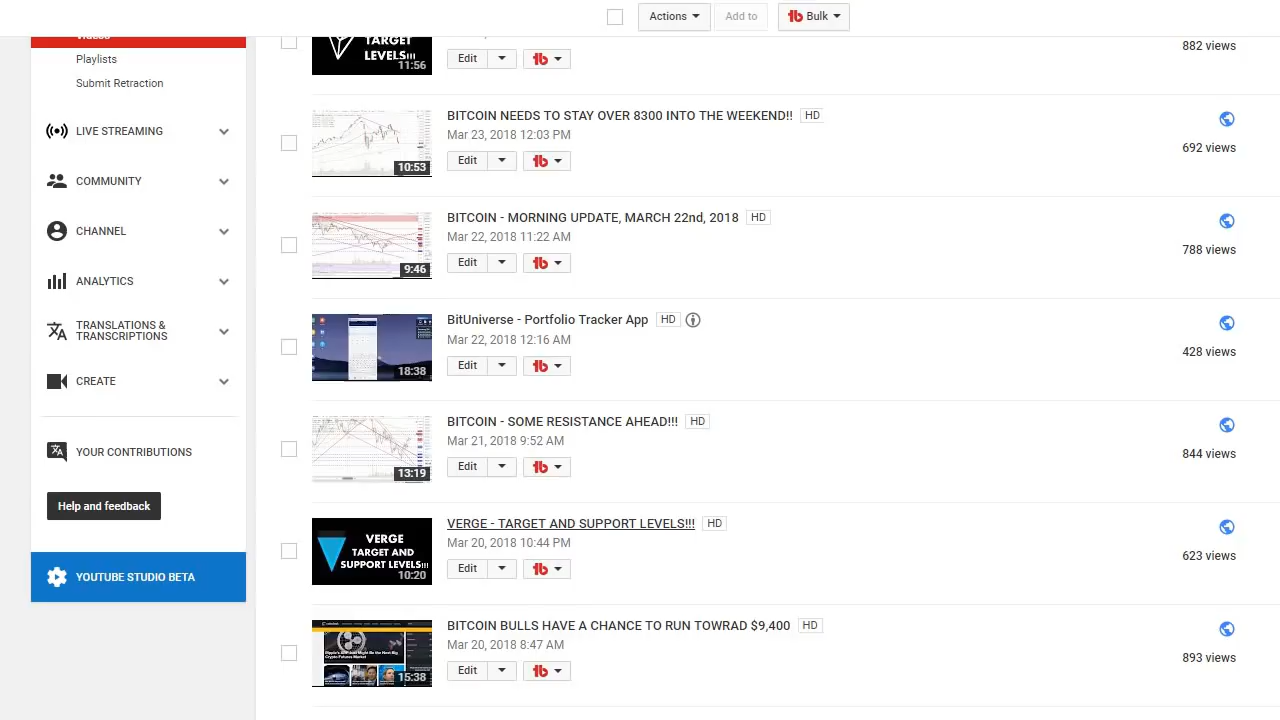 Actions
Add to
Bulk
Videos
Playlists
Submit Retraction
LIVE STREAMING
COMMUNITY
CHANNEL
ANALYTICS
TRANSLATIONS &
TRANSCRIPTIONS
CREATE
YOUR CONTRIBUTIONS
Help and feedback
YOUTUBE STUDIO BETA
TARGET
LEVELS!!!
11:56
Edit
882 views
10:53
BITCOIN NEEDS TO STAY OVER 8300 INTO THE WEEKEND!! HD
Mar 23, 2018 12:03 PM
Edit
692 views
9:46
BITCOIN - MORNING UPDATE, MARCH 22nd, 2018 HD
Mar 22, 2018 11:22 AM
Edit
788 views
18:38
BitUniverse - Portfolio Tracker App HD
Mar 22, 2018 12:16 AM
Edit
428 views
13:19
BITCOIN - SOME RESISTANCE AHEAD!!! HD
Mar 21, 2018 9:52 AM
Edit
844 views
VERGE
TARGET AND
SUPPORT LEVELS!!!
10:20
VERGE - TARGET AND SUPPORT LEVELS!!! HD
Mar 20, 2018 10:44 PM
Edit
623 views
15:38
BITCOIN BULLS HAVE A CHANCE TO RUN TOWRAD $9,400 HD
Mar 20, 2018 8:47 AM
Edit
893 views